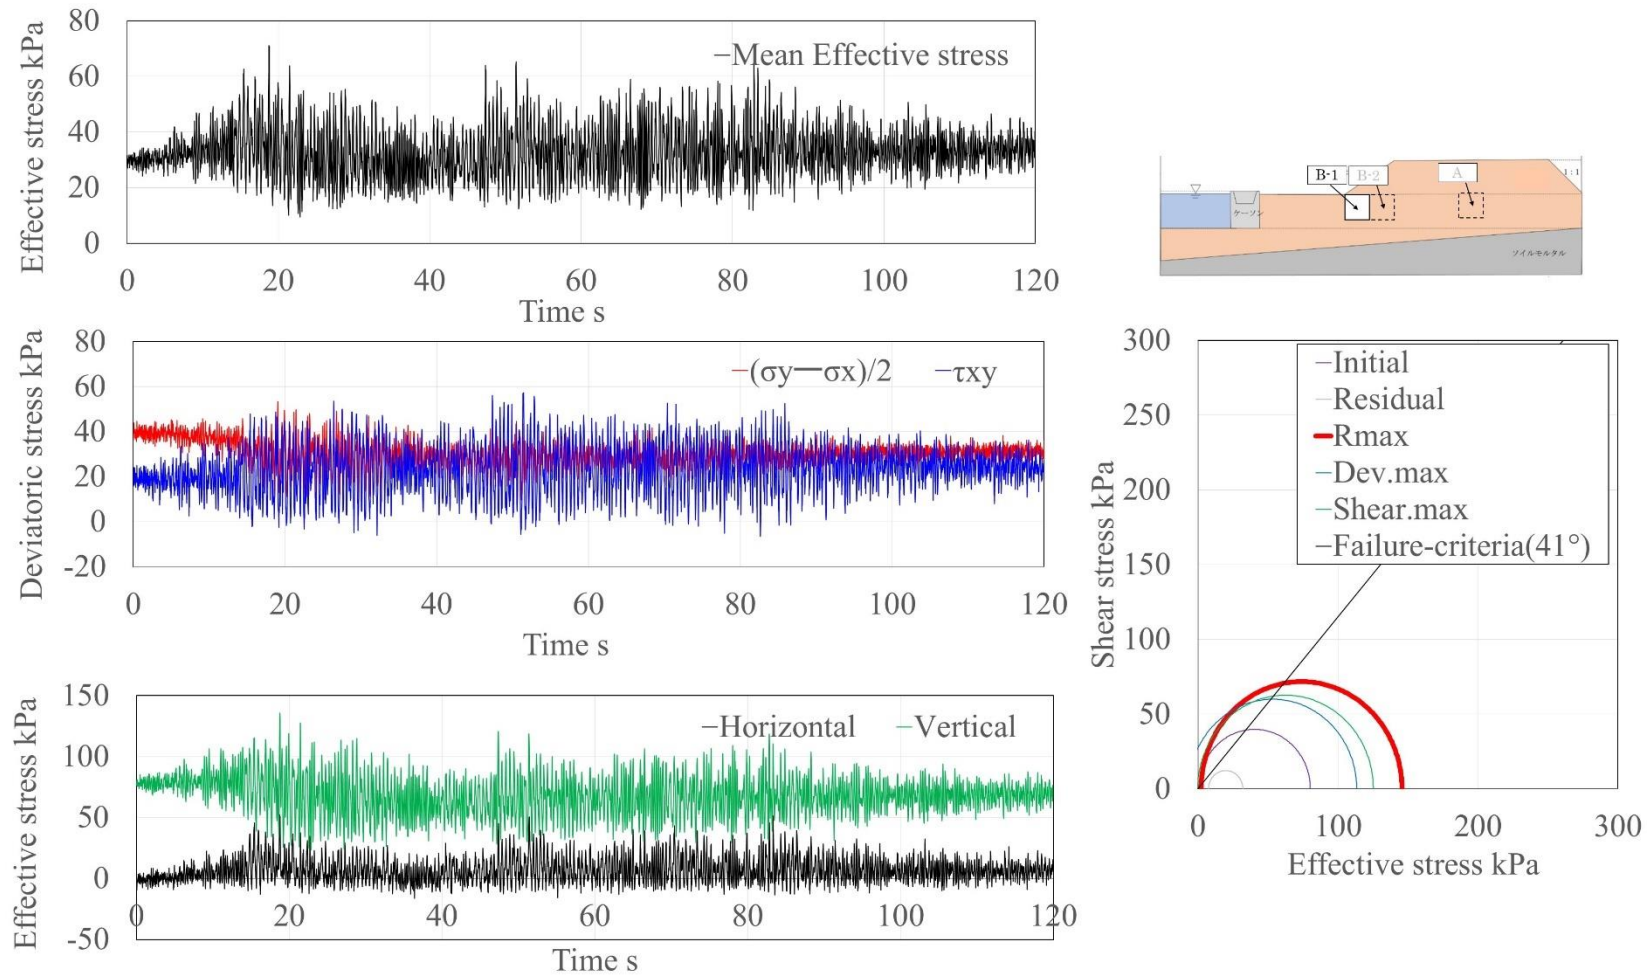 80
60
40
20
0
Effective stress kPa
Mean Effective stress
0 20 40 60 80 100 120
Time s
B-1 B-2 A 1:1
ケーソン
ソイルモルタル
80
60
40
20
0
-20
Deviatoric stress kPa
(σy—σx)/2 τxy
0 20 40 60 80 100 120
Time s
150
100
50
0
-50
Effective stress kPa
Horizontal Vertical
0 20 40 60 80 100 120
Time s
300
250
200
150
100
50
0
Shear stress kPa
Initial
Residual
Rmax
Dev.max
Shear.max
Failure-criteria(41°)
0 100 200 300
Effective stress kPa